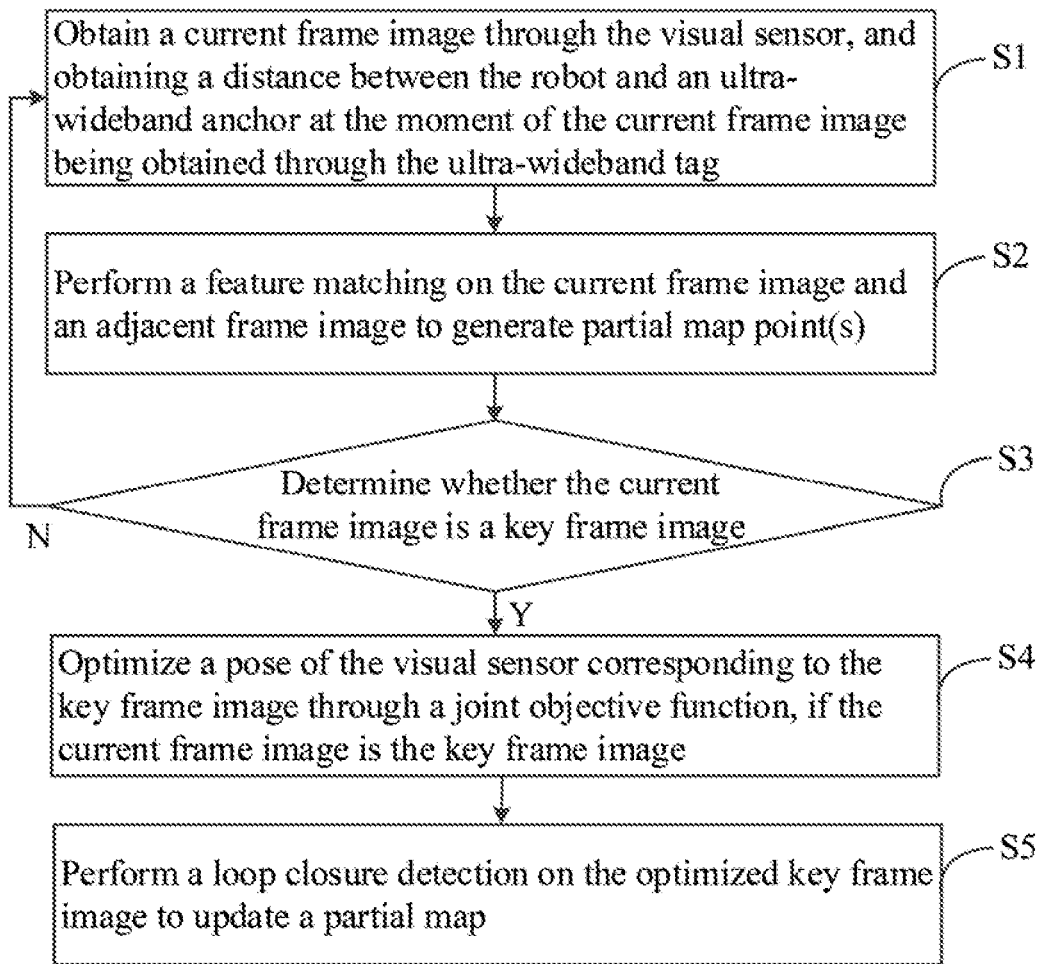 Obtain a current frame image through the visual sensor, and
obtaining a distance between the robot and an ultra-
wideband anchor at the moment of the current frame image
being obtained through the ultra-wideband tag
S1
Perform a feature matching on the current frame image and
an adjacent frame image to generate partial map point(s)
S2
Determine whether the current
frame image is a key frame image
S3
N
Y
Optimize a pose of the visual sensor corresponding to the
key frame image through a joint objective function, if the
current frame image is the key frame image
S4
Perform a loop closure detection on the optimized key frame
image to update a partial map
S5